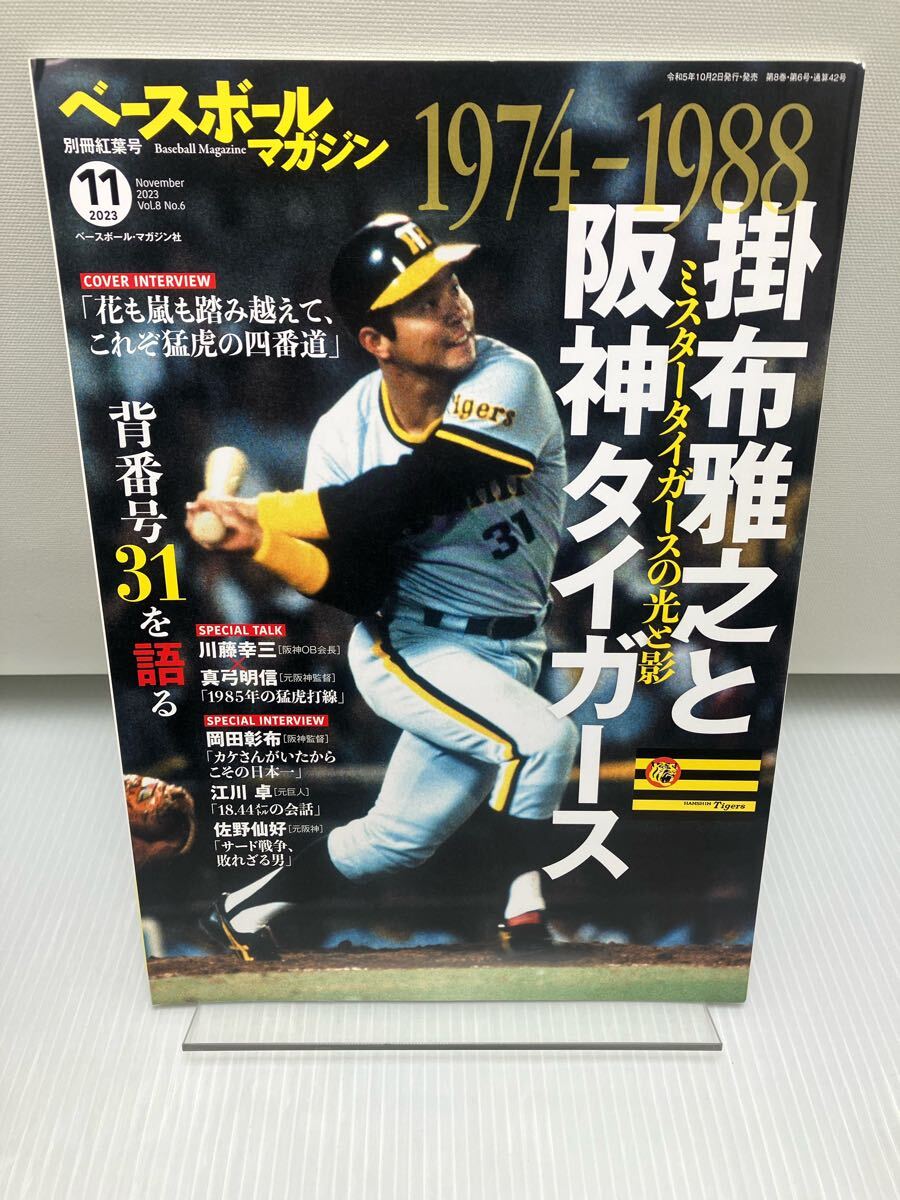 令和5年10月2日発行・発売　第8巻・第6号・通算42号
ベースボール
マガジン
別冊紅葉号
Baseball Magazine
11
2023
November
2023
Vol.8 No.6
ベースボール・マガジン社
1974-1988
掛布雅之と
阪神タイガース
ミスタータイガースの光と影
COVER INTERVIEW
「花も嵐も踏み越えて、
これぞ猛虎の四番道」
背番号31を語る
SPECIAL TALK
川藤幸三[阪神OB会長]
×
真弓明信[元阪神監督]
「1985年の猛虎打線」
SPECIAL INTERVIEW
岡田彰布[阪神監督]
「カケさんがいたから
こその日本一」
江川 卓[元巨人]
「18.44メートルの会話」
佐野仙好[元阪神]
「サード戦争、
敗れざる男」
Tigers
31
HANSHIN Tigers